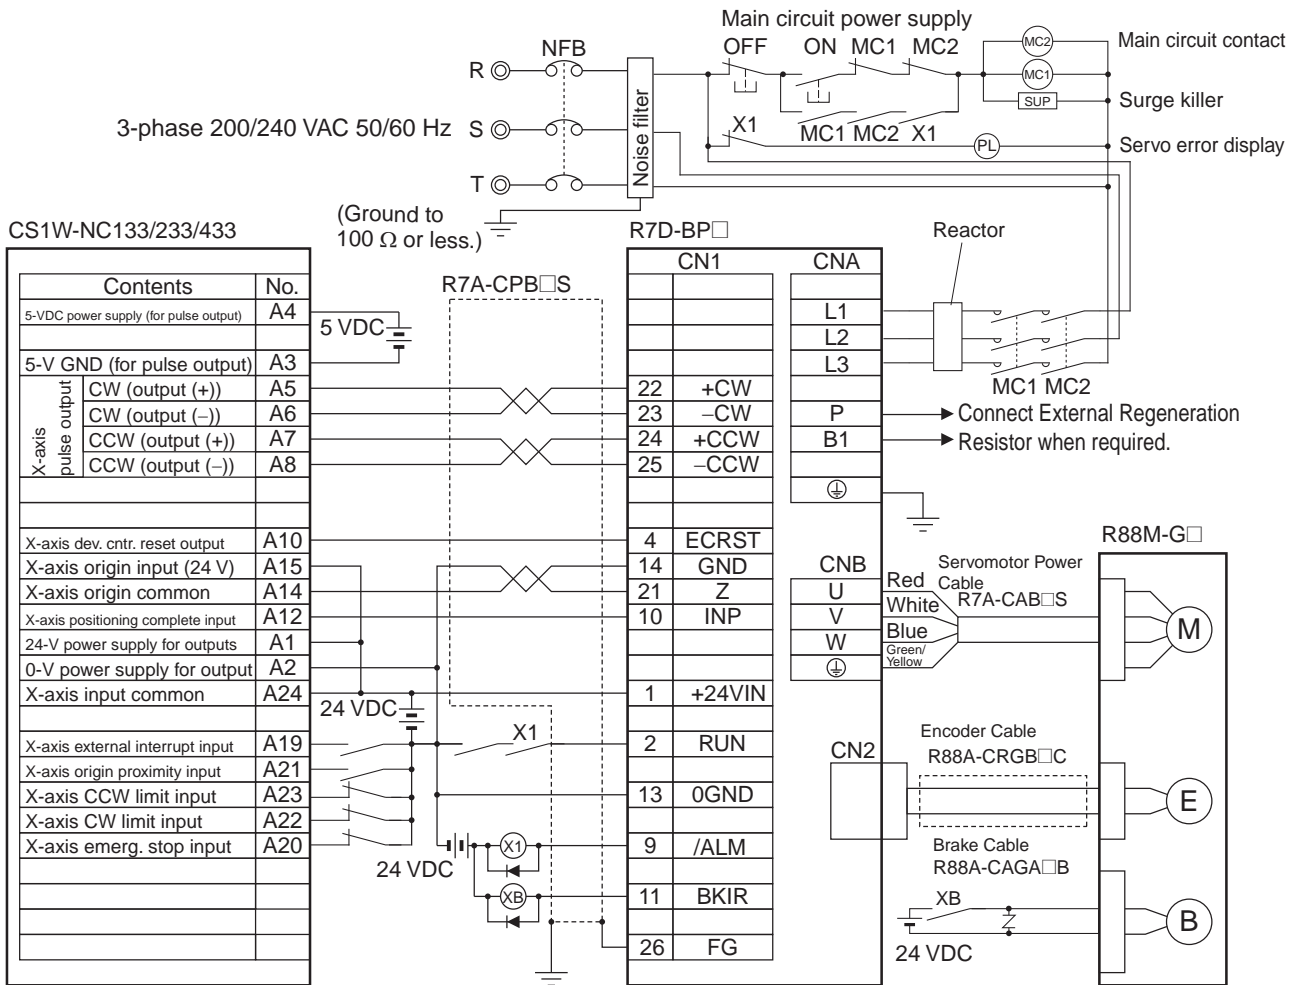 Main circuit power supply
OFF ON MC1 MC2
MC2
Main circuit contact
NFB
R
MC1
SUP
Surge killer
3-phase 200/240 VAC 50/60 Hz
S
Noise filter
X1
MC1 MC2 X1
PL
Servo error display
T
(Ground to
100 Ω or less.)
CS1W-NC133/233/433
R7D-BP□
Reactor
Contents No.
5-VDC power supply (for pulse output) A4
5-V GND (for pulse output) A3
X-axis
pulse output
CW (output (+)) A5
CW (output (−)) A6
CCW (output (+)) A7
CCW (output (−)) A8
X-axis dev. cntr. reset output A10
X-axis origin input (24 V) A15
X-axis origin common A14
X-axis positioning complete input A12
24-V power supply for outputs A1
0-V power supply for output A2
X-axis input common A24
X-axis external interrupt input A19
X-axis origin proximity input A21
X-axis CCW limit input A23
X-axis CW limit input A22
X-axis emerg. stop input A20
R7A-CPB□S
5 VDC
24 VDC
X1
24 VDC
X1
XB
CN1
22 +CW
23 −CW
24 +CCW
25 −CCW
4 ECRST
14 GND
21 Z
10 INP
1 +24VIN
2 RUN
13 0GND
9 /ALM
11 BKIR
26 FG
CNA
L1
L2
L3
P
B1
MC1 MC2
Connect External Regeneration
Resistor when required.
CNB
U
V
W
Red
White
Blue
Green/
Yellow
Servomotor Power
Cable
R7A-CAB□S
R88M-G□
M
CN2
Encoder Cable
R88A-CRGB□C
E
Brake Cable
R88A-CAGA□B
XB
24 VDC
B